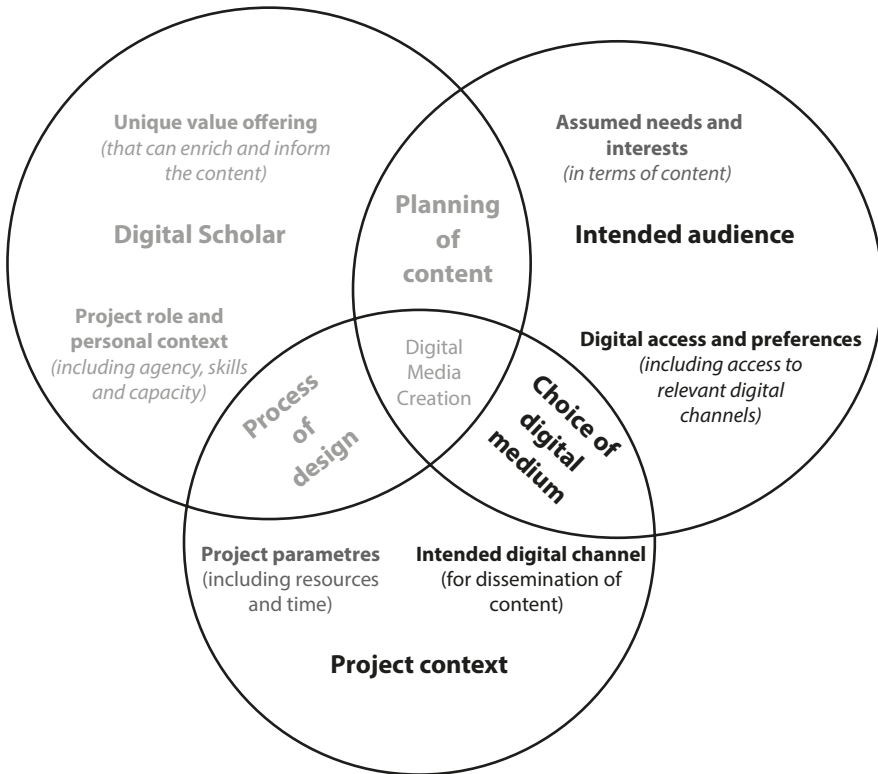 Unique value offering
(that can enrich and inform
the content)
Digital Scholar
Project role and
personal context
(including agency, skills
and capacity)
Planning
of
content
Assumed needs and
interests
(in terms of content)
Intended audience
Digital access and preferences
(including access to
relevant digital
channels)
Digital
Media
Creation
Process
of
design
Choice of
digital
medium
Project parametres
(including resources
and time)
Intended digital channel
(for dissemination of
content)
Project context